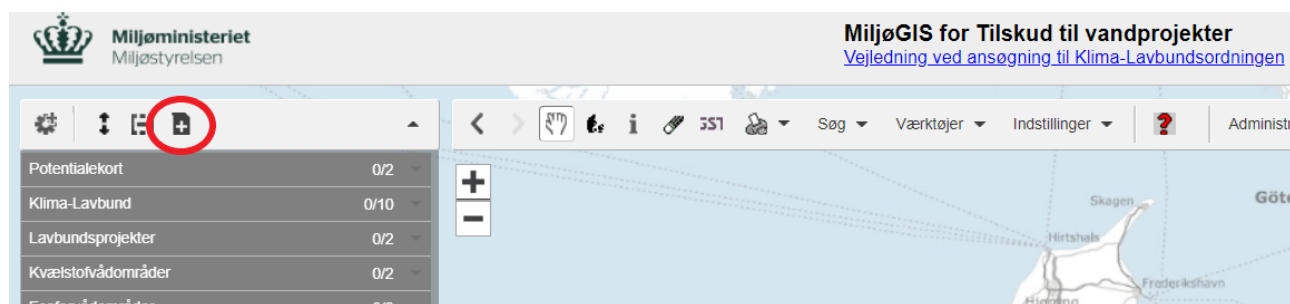 Miljøministeriet
Miljøstyrelsen
MiljøGIS for Tilskud til vandprojekter
Vejledning ved ansøgning til Klima-Lavbundsordningen
Søg
Værktøjer
Indstillinger
?
Potentialekort 0/2
Klima-Lavbund 0/10
Lavbundsprojekter 0/2
Kvælstofvådområder 0/2
+
−
Skagen
Hirtshals
Frederikshavn